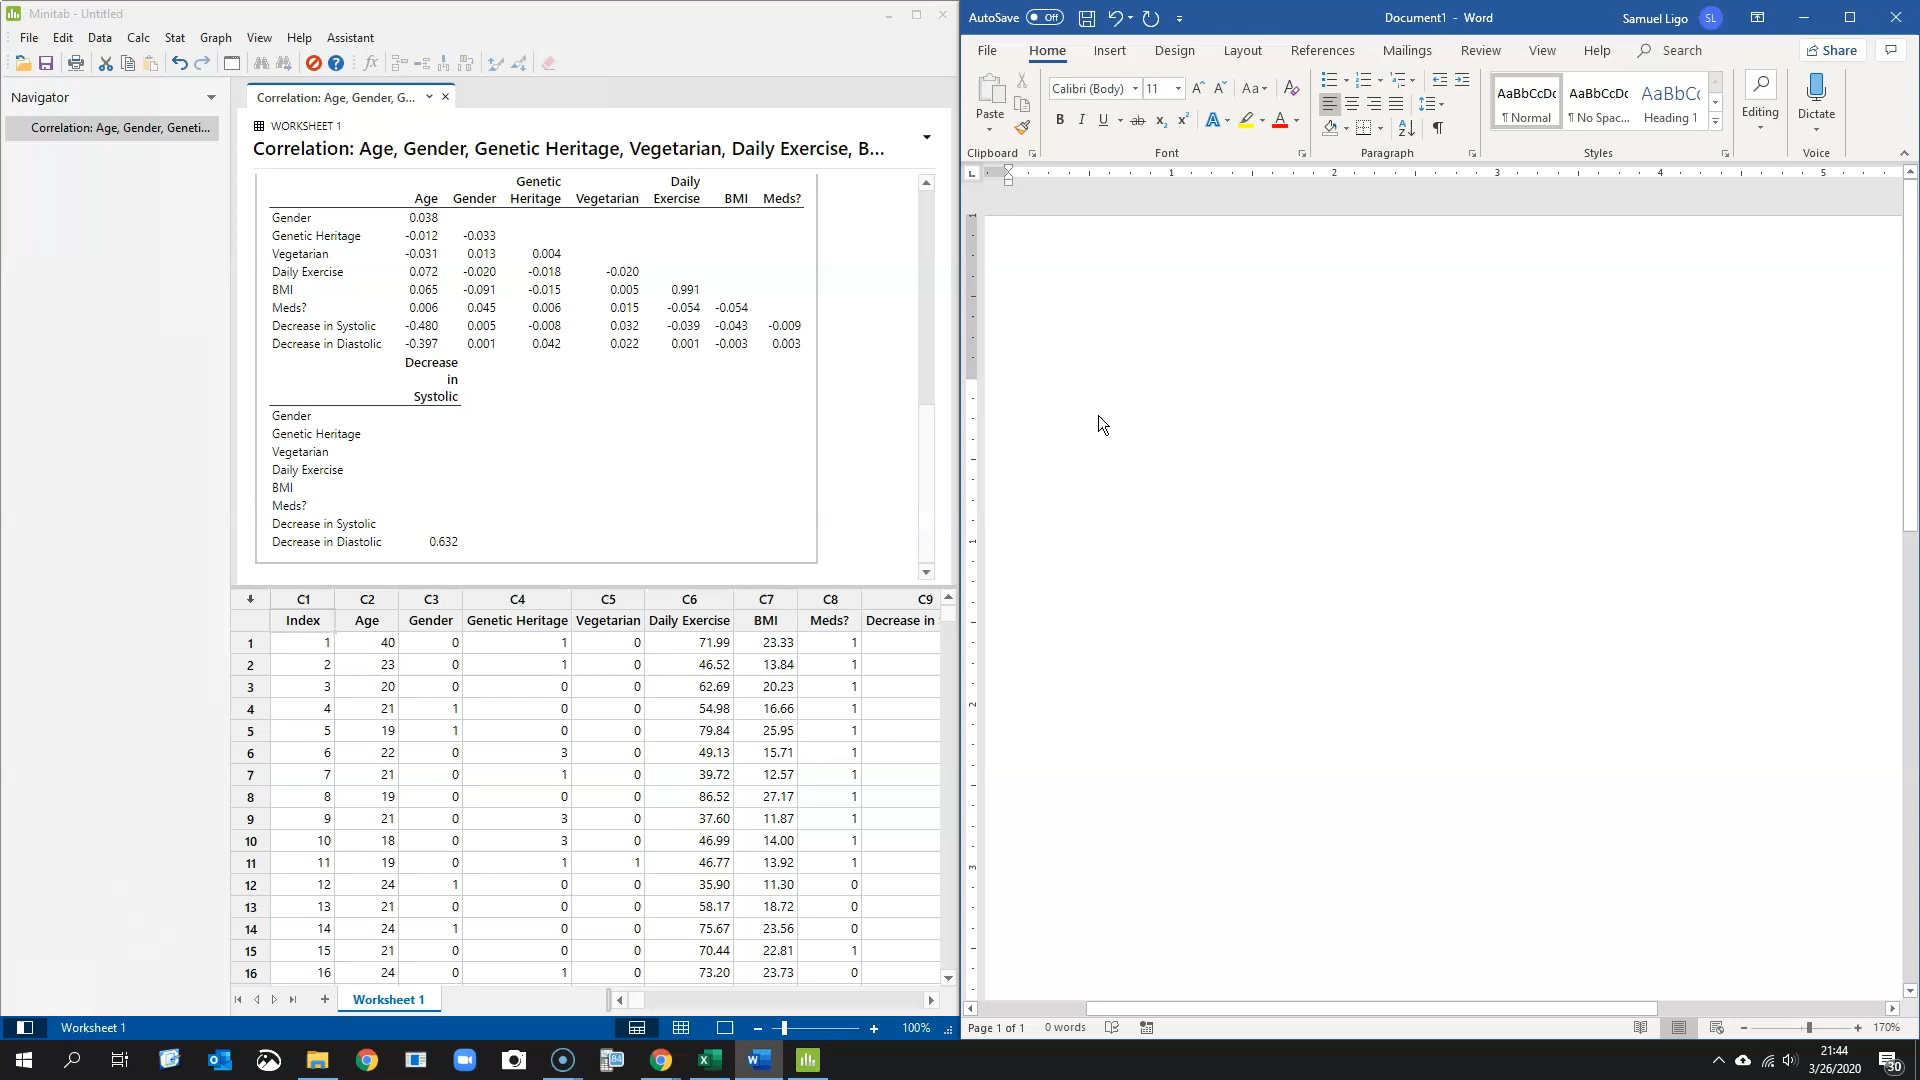 Minitab - Untitled
File Edit Data Calc Stat Graph View Help Assistant
Navigator
Correlation: Age, Gender, Geneti...
Correlation: Age, Gender, G...
WORKSHEET 1
Correlation: Age, Gender, Genetic Heritage, Vegetarian, Daily Exercise, B...
Genetic Daily
Age Gender Heritage Vegetarian Exercise BMI Meds?
Gender 0.038
Genetic Heritage -0.012 -0.033
Vegetarian -0.031 0.013 0.004
Daily Exercise 0.072 -0.020 -0.018 -0.020
BMI 0.065 -0.091 -0.015 0.005 0.991
Meds? 0.006 0.045 0.006 0.015 -0.054 -0.054
Decrease in Systolic -0.480 0.005 -0.008 0.032 -0.039 -0.043 -0.009
Decrease in Diastolic -0.397 0.001 0.042 0.022 0.001 -0.003 0.003
Decrease
in
Systolic
Gender
Genetic Heritage
Vegetarian
Daily Exercise
BMI
Meds?
Decrease in Systolic
Decrease in Diastolic 0.632
C1 C2 C3 C4 C5 C6 C7 C8 C9
Index Age Gender Genetic Heritage Vegetarian Daily Exercise BMI Meds? Decrease in
1 1 40 0 1 0 71.99 23.33 1
2 2 23 0 1 0 46.52 13.84 1
3 3 20 0 0 0 62.69 20.23 1
4 4 21 1 0 0 54.98 16.66 1
5 5 19 1 0 0 79.84 25.95 1
6 6 22 0 3 0 49.13 15.71 1
7 7 21 0 1 0 39.72 12.57 1
8 8 19 0 0 0 86.52 27.17 1
9 9 21 0 3 0 37.60 11.87 1
10 10 18 0 3 0 46.99 14.00 1
11 11 19 0 1 1 46.77 13.92 1
12 12 24 1 0 0 35.90 11.30 0
13 13 21 0 0 0 58.17 18.72 0
14 14 24 1 0 0 75.67 23.56 0
15 15 21 0 0 0 70.44 22.81 1
16 16 24 0 1 0 73.20 23.73 0
Worksheet 1
Worksheet 1 100%
AutoSave Off Document1 - Word Samuel Ligo SL
File Home Insert Design Layout References Mailings Review View Help Search Share
Paste Calibri (Body) 11 Aa A
B I U ab x₂ x² A A
AaBbCcDc AaBbCcDc AaBbCc
¶ Normal ¶ No Spac... Heading 1
Editing Dictate
Clipboard Font Paragraph Styles Voice
1 2 3 4 5
1
1
2
3
Page 1 of 1 0 words 170%
21:44
3/26/2020
30